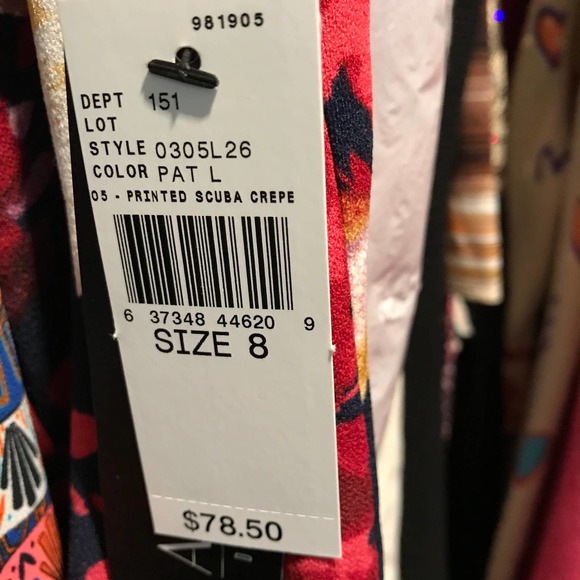 981905
DEPT 151
LOT
STYLE 0305L26
COLOR PAT L
05 - PRINTED SCUBA CREPE
6 37348 44620 9
SIZE 8
$78.50